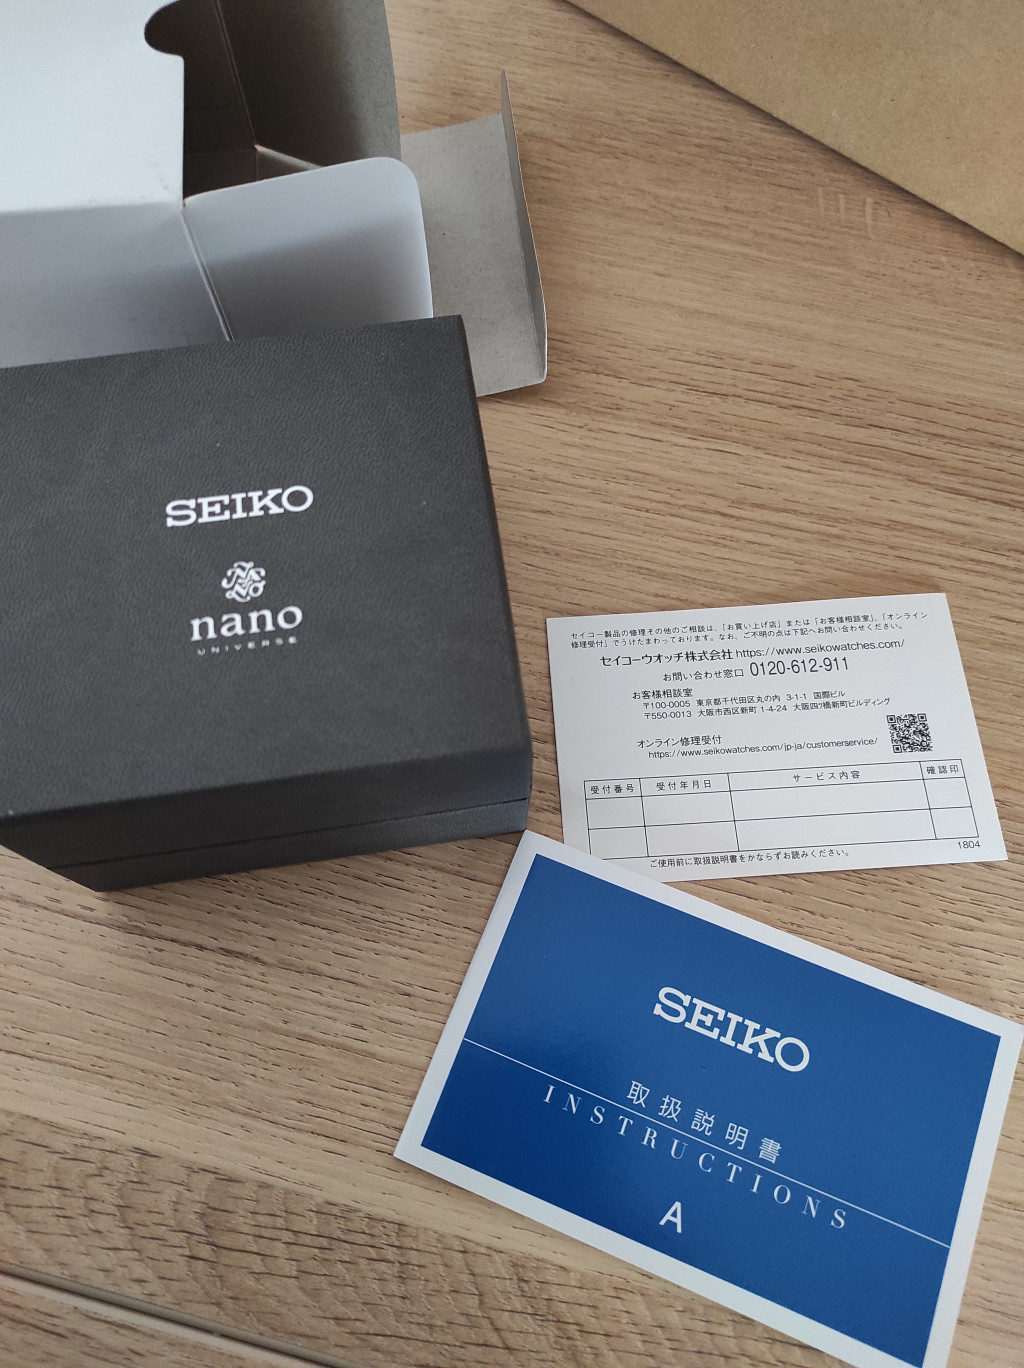 SEIKO
nano
UNIVERSE
セイコー製品の修理その他のご相談は、「お買い上げ店」または「お客様相談室」、「オンライン
修理受付」でうけたまわっております。なお、ご不明の点は下記へお問い合わせください。
セイコーウオッチ株式会社 https://www.seikowatches.com/
お問い合わせ窓口 0120-612-911
お客様相談室
〒100-0005 東京都千代田区丸の内 3-1-1 国際ビル
〒550-0013 大阪市西区新町 1-4-24 大阪四ツ橋新町ビルディング
オンライン修理受付
https://www.seikowatches.com/jp-ja/customerservice/
受付番号 受付年月日 サービス内容 確認印
ご使用前に取扱説明書をかならずお読みください。
1804
SEIKO
取扱説明書
INSTRUCTIONS
A